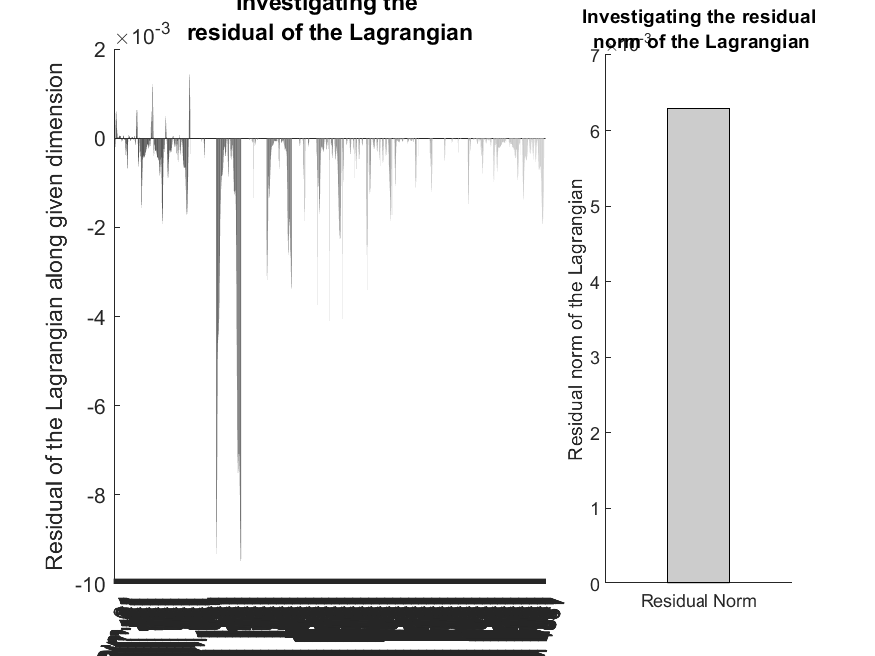 Investigating the
residual of the Lagrangian
×10-3
2
0
-2
-4
-6
-8
-10
Residual of the Lagrangian along given dimension
Investigating the residual
norm of the Lagrangian
×10-3
7
6
5
4
3
2
1
0
Residual norm of the Lagrangian
Residual Norm